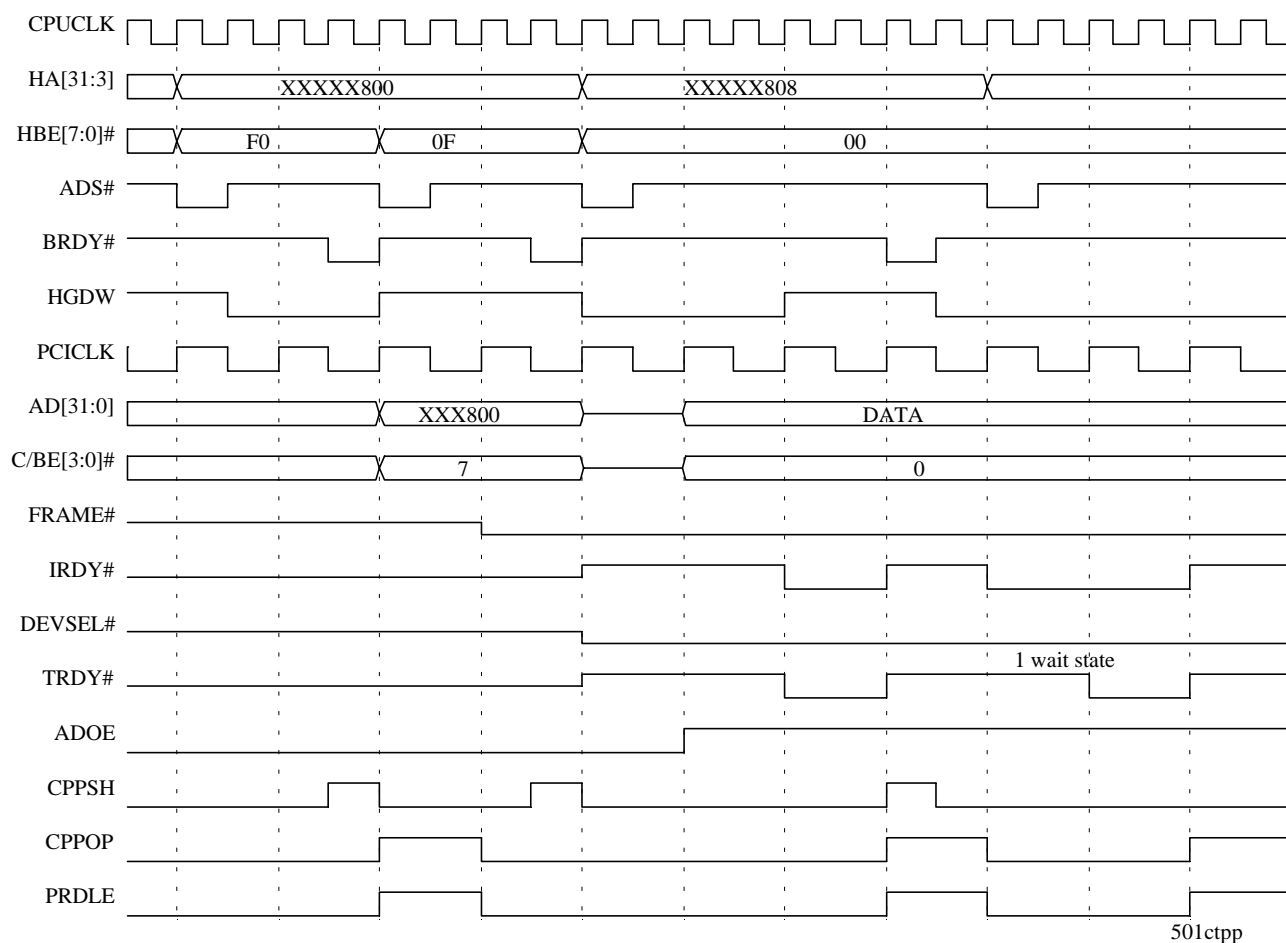 CPUCLK
HA[31:3]
XXXXX800
XXXXX808
HBE[7:0]#
F0
0F
00
ADS#
BRDY#
HGDW
PCICLK
AD[31:0]
XXX800
DATA
C/BE[3:0]#
7
0
FRAME#
IRDY#
DEVSEL#
1 wait state
TRDY#
ADOE
CPPSH
CPPOP
PRDLE
501ctpp